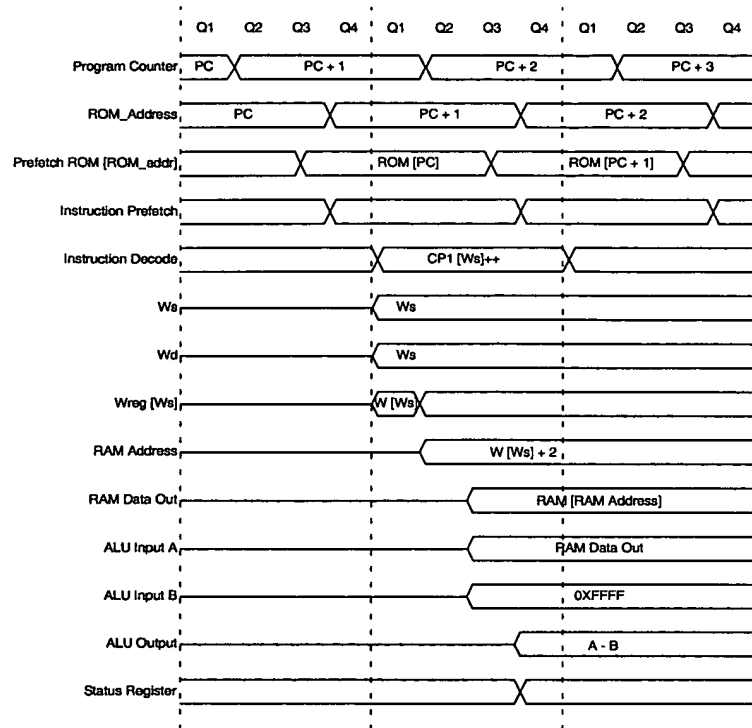 Q1 Q2 Q3 Q4 Q1 Q2 Q3 Q4 Q1 Q2 Q3 Q4
Program Counter PC PC + 1 PC + 2 PC + 3
ROM_Address PC PC + 1 PC + 2
Prefetch ROM [ROM_addr] ROM [PC] ROM [PC + 1]
Instruction Prefetch
Instruction Decode CP1 [Ws]++
Ws Ws
Wd Ws
Wreg [Ws] W [Ws]
RAM Address W [Ws] + 2
RAM Data Out RAM [RAM Address]
ALU Input A RAM Data Out
ALU Input B 0XFFFF
ALU Output A - B
Status Register